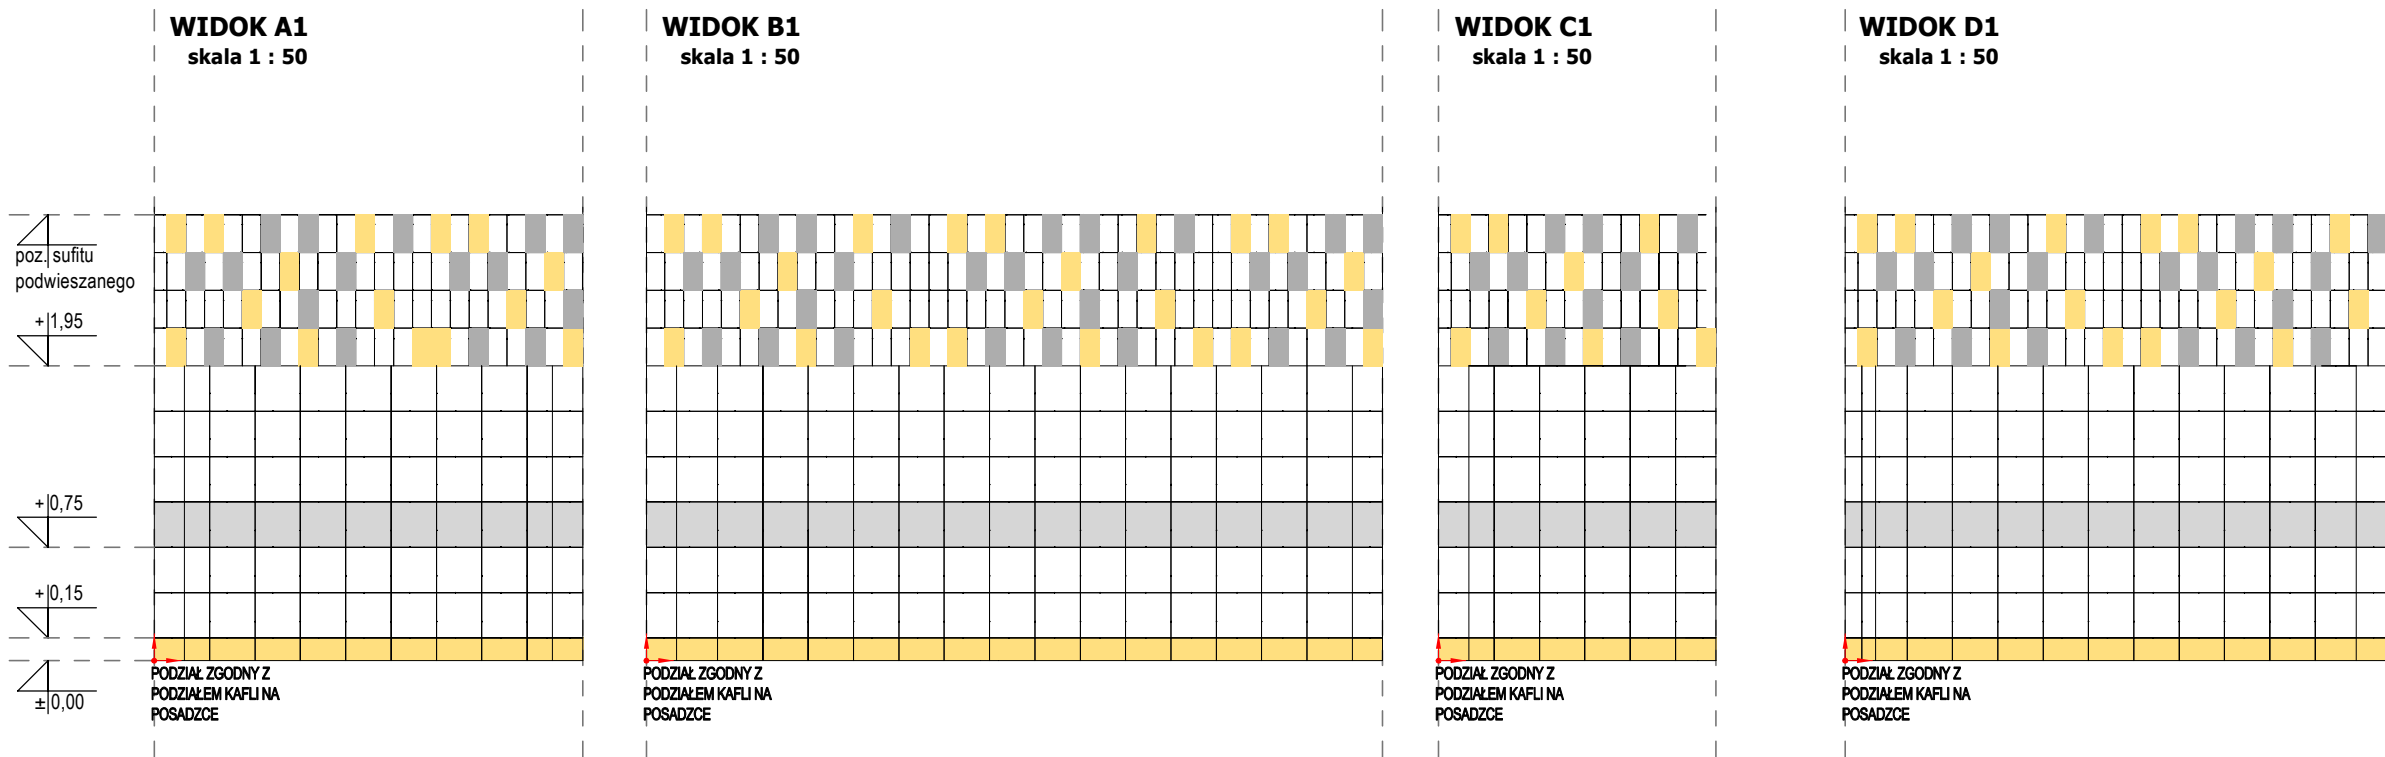 WIDOK A1
skala 1 : 50
WIDOK B1
skala 1 : 50
WIDOK C1
skala 1 : 50
WIDOK D1
skala 1 : 50
poz. sufitu
podwieszanego
+1,95
+0,75
+0,15
±0,00
PODZIAŁ ZGODNY Z
PODZIAŁEM KAFLI NA
POSADZCE
PODZIAŁ ZGODNY Z
PODZIAŁEM KAFLI NA
POSADZCE
PODZIAŁ ZGODNY Z
PODZIAŁEM KAFLI NA
POSADZCE
PODZIAŁ ZGODNY Z
PODZIAŁEM KAFLI NA
POSADZCE